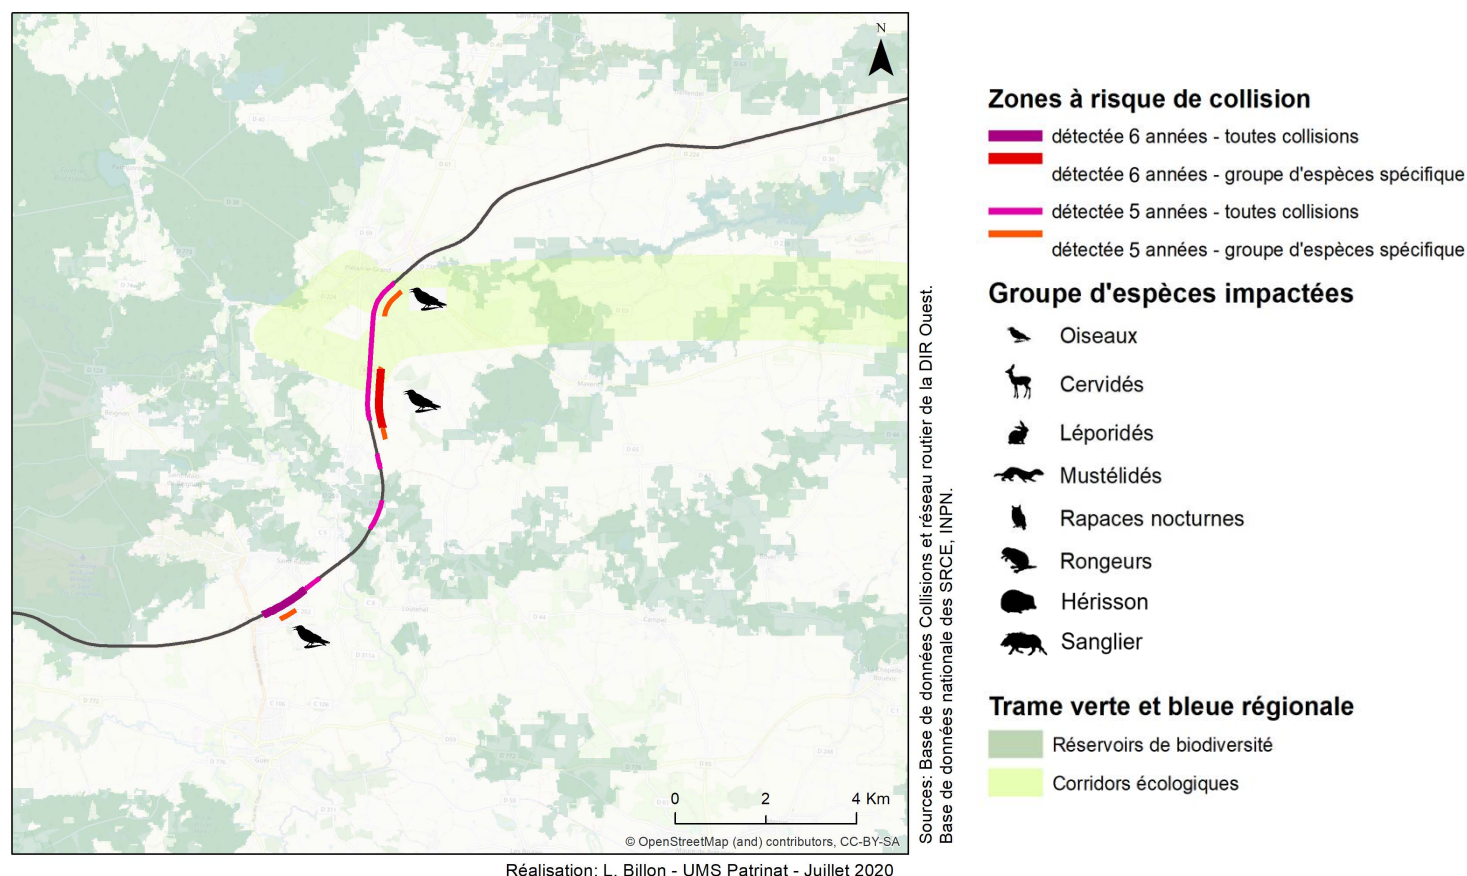 N
Zones à risque de collision
détectée 6 années - toutes collisions
détectée 6 années - groupe d'espèces spécifique
détectée 5 années - toutes collisions
détectée 5 années - groupe d'espèces spécifique
Groupe d'espèces impactées
Oiseaux
Cervidés
Léporidés
Mustélidés
Rapaces nocturnes
Rongeurs
Hérisson
Sanglier
Trame verte et bleue régionale
Réservoirs de biodiversité
Corridors écologiques
Sources: Base de données Collisions et réseau routier de la DIR Ouest.
Base de données nationale des SRCE, INPN.
0 2 4 Km
© OpenStreetMap (and) contributors, CC-BY-SA
Réalisation: L. Billon - UMS Patrinat - Juillet 2020